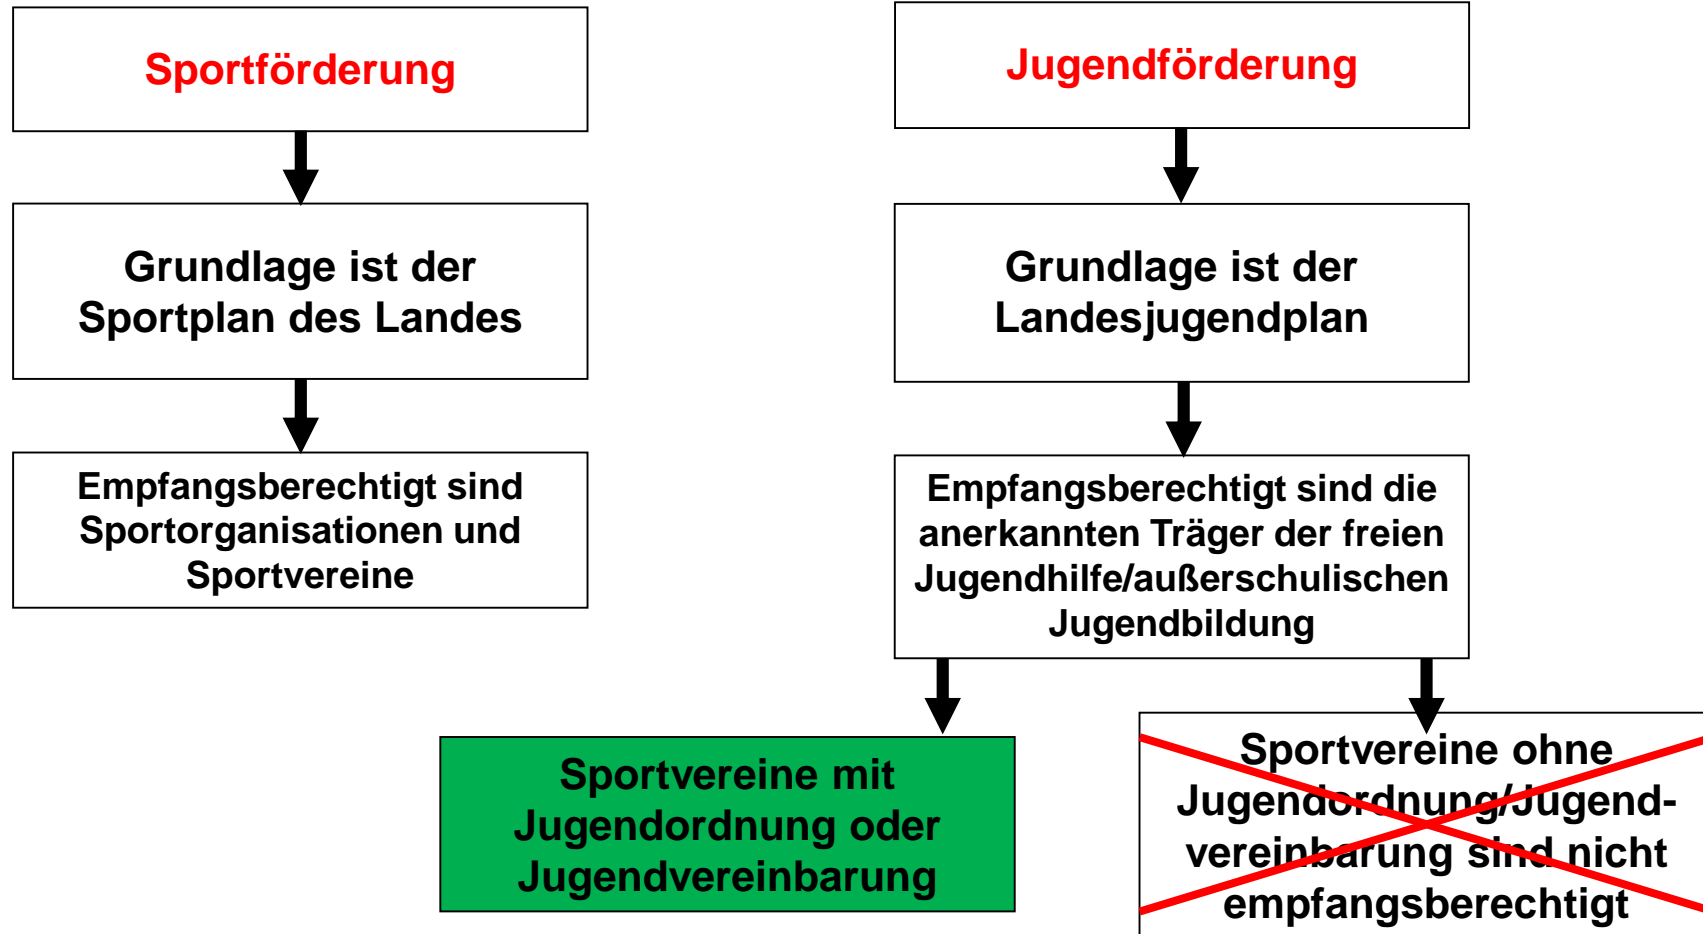 Sportförderung
Grundlage ist der
Sportplan des Landes
Empfangsberechtigt sind
Sportorganisationen und
Sportvereine
Jugendförderung
Grundlage ist der
Landesjugendplan
Empfangsberechtigt sind die
anerkannten Träger der freien
Jugendhilfe/außerschulischen
Jugendbildung
Sportvereine mit
Jugendordnung oder
Jugendvereinbarung
Sportvereine ohne
Jugendordnung/Jugend-
vereinbarung sind nicht
empfangsberechtigt